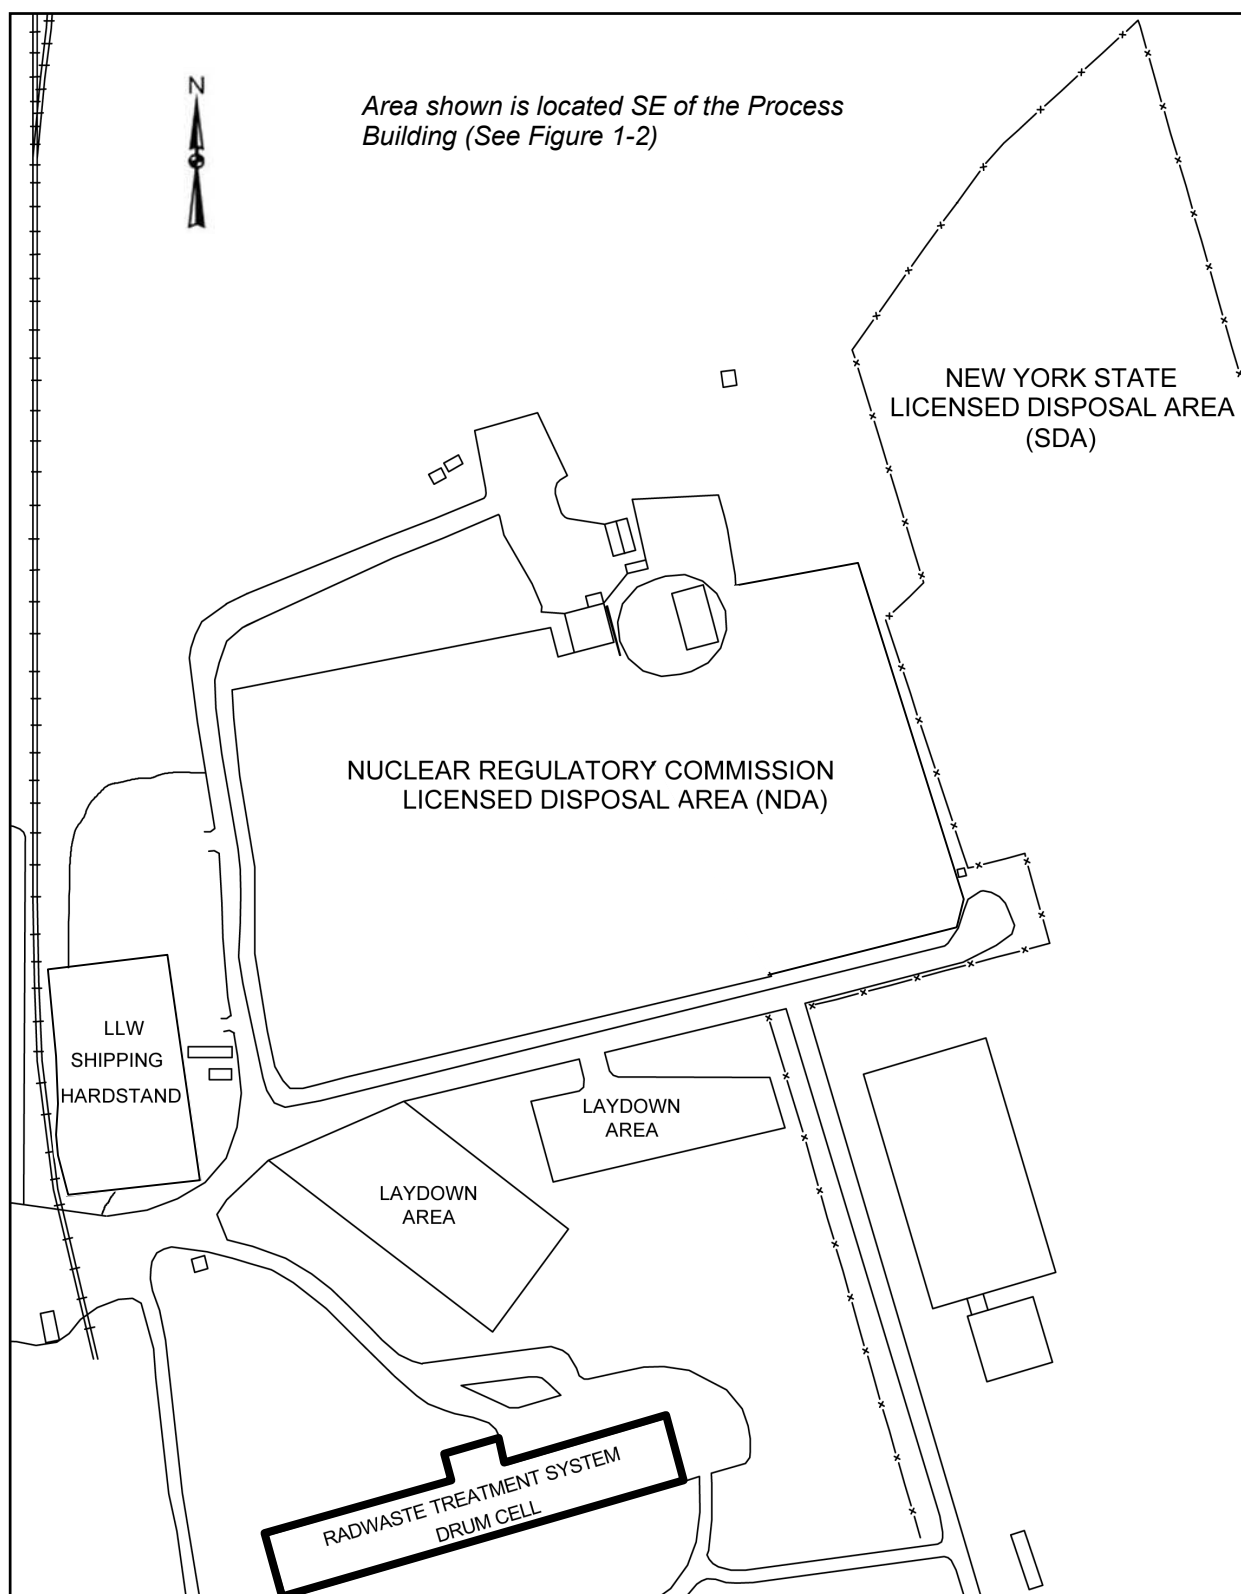 N
Area shown is located SE of the Process
Building (See Figure 1-2)
NEW YORK STATE
LICENSED DISPOSAL AREA
(SDA)
NUCLEAR REGULATORY COMMISSION
LICENSED DISPOSAL AREA (NDA)
LLW
SHIPPING
HARDSTAND
LAYDOWN
AREA
LAYDOWN
AREA
RADWASTE TREATMENT SYSTEM
DRUM CELL